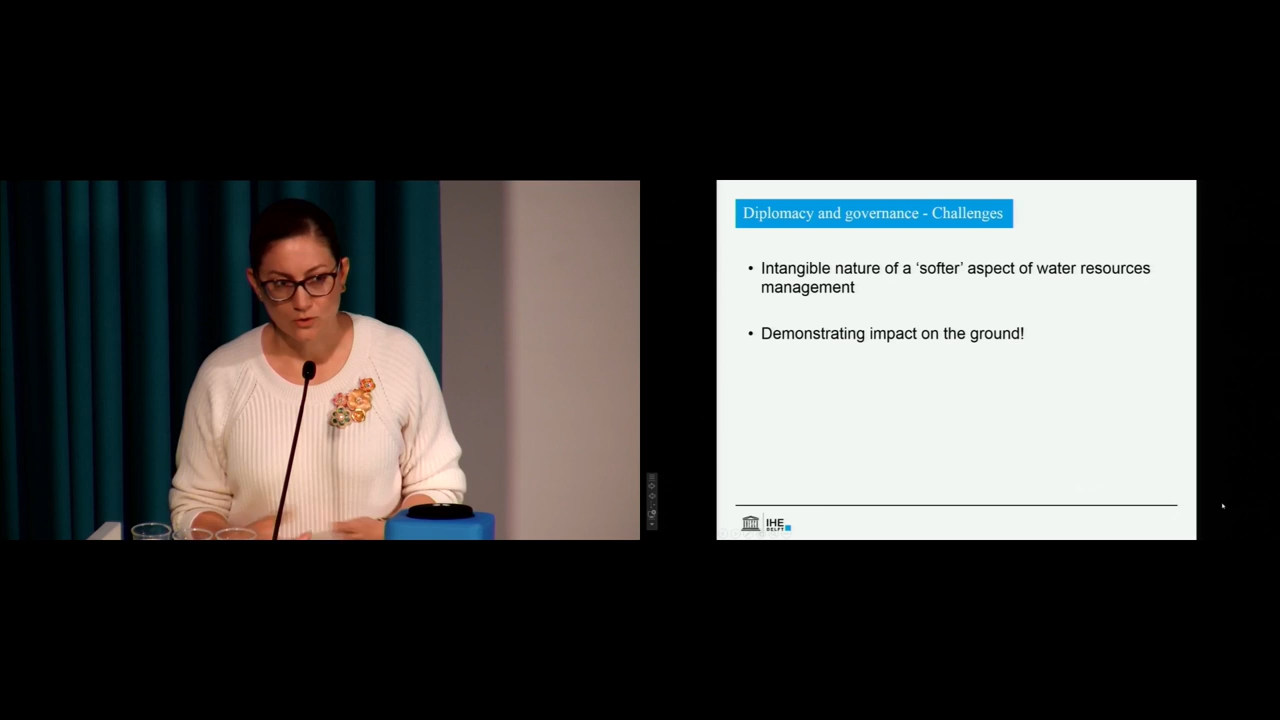 Diplomacy and governance - Challenges
• Intangible nature of a ‘softer’ aspect of water resources
management
• Demonstrating impact on the ground!
IHE
DELFT